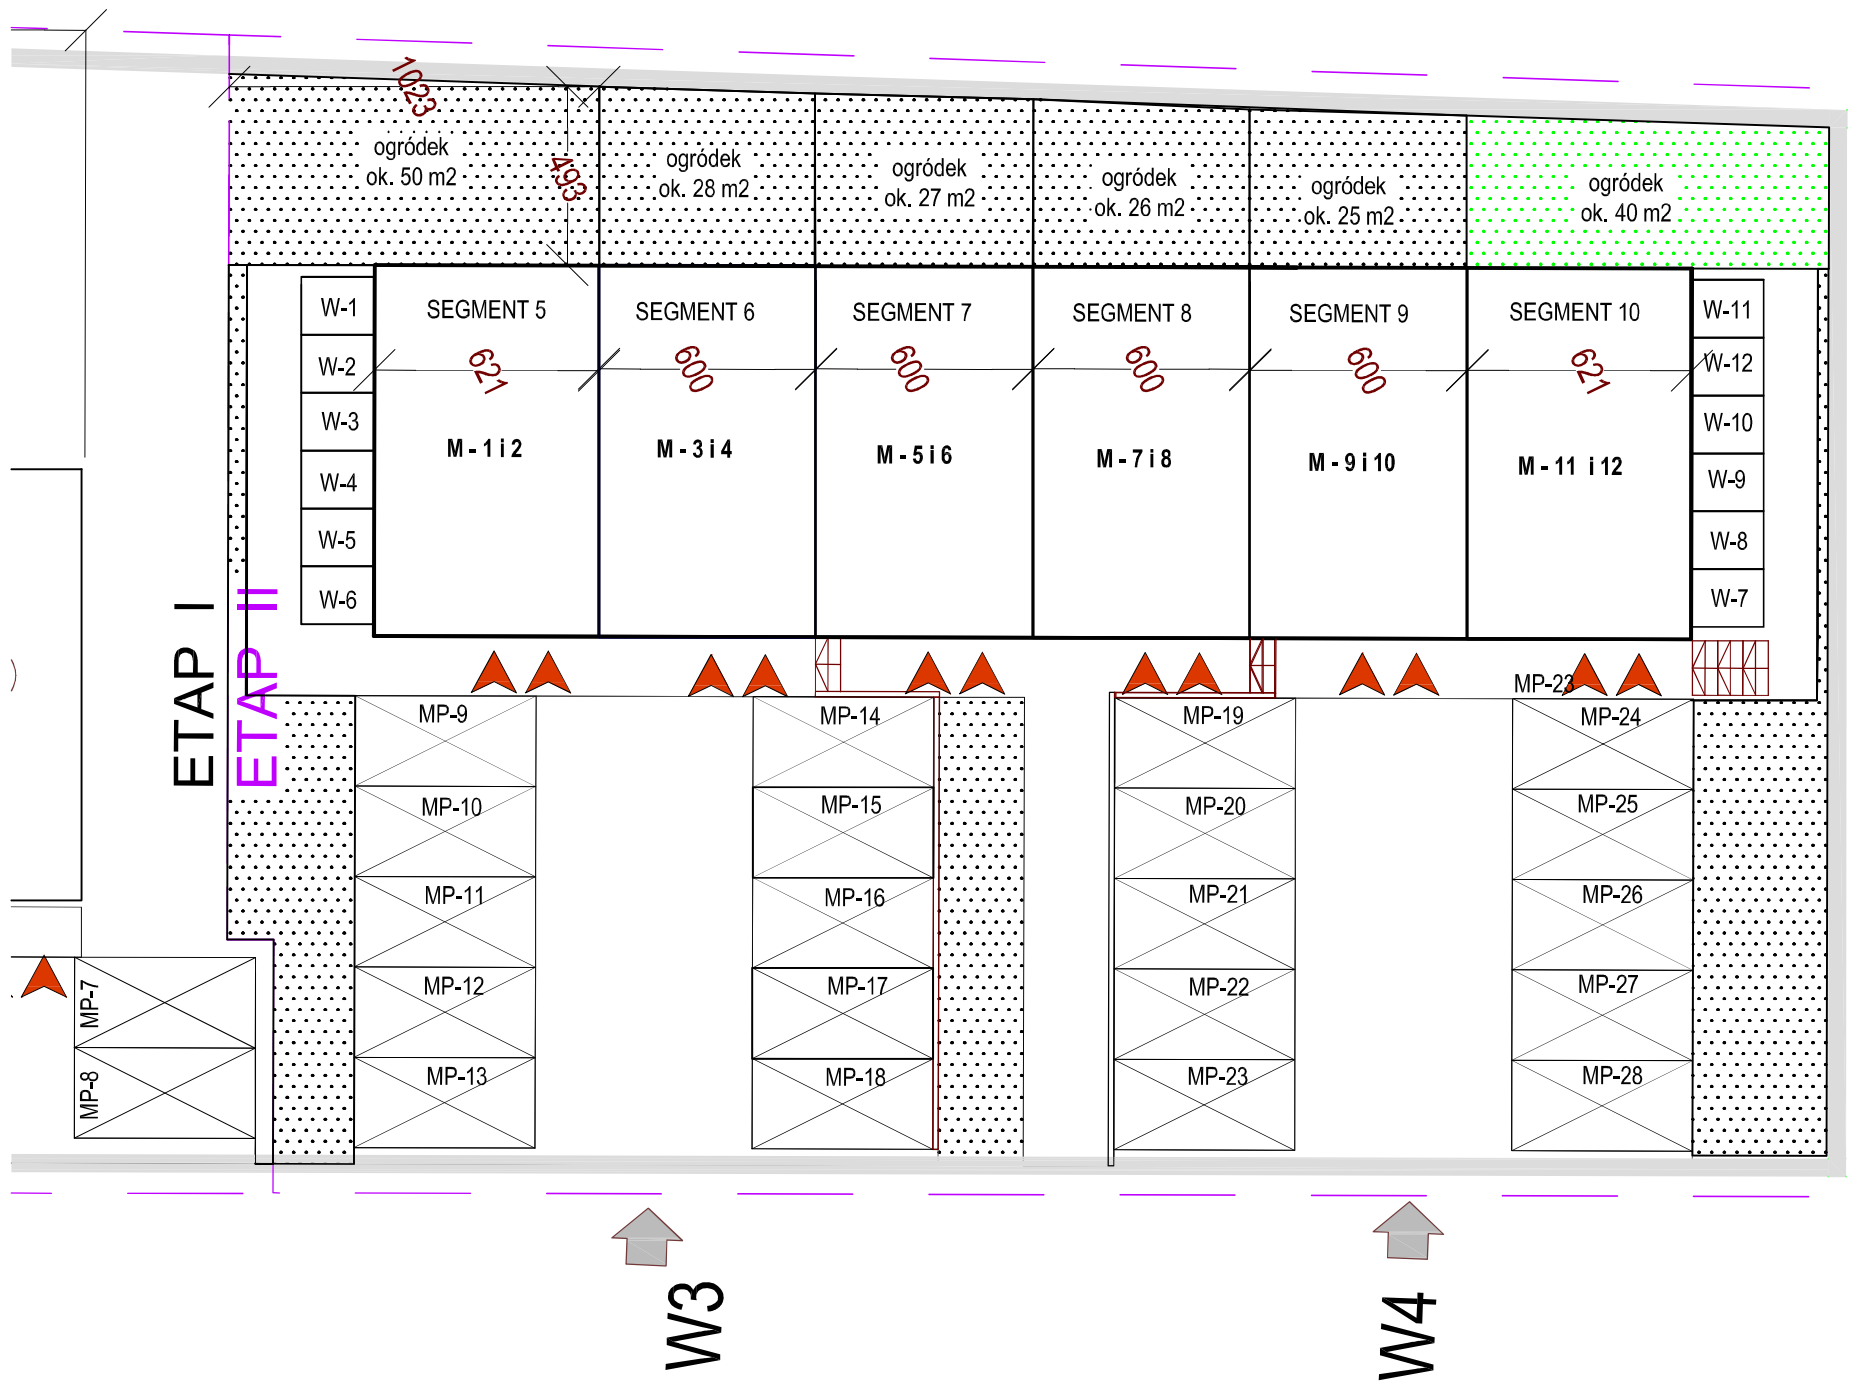 1023
ogródek
ok. 50 m2
493
ogródek
ok. 28 m2
ogródek
ok. 27 m2
ogródek
ok. 26 m2
ogródek
ok. 25 m2
ogródek
ok. 40 m2
W-1
W-2
W-3
W-4
W-5
W-6
SEGMENT 5
621
M - 1 i 2
SEGMENT 6
600
M - 3 i 4
SEGMENT 7
600
M - 5 i 6
SEGMENT 8
600
M - 7 i 8
SEGMENT 9
600
M - 9 i 10
SEGMENT 10
621
M - 11 i 12
W-11
W-12
W-10
W-9
W-8
W-7
ETAP I
ETAP II
MP-7
MP-8
MP-9
MP-10
MP-11
MP-12
MP-13
MP-14
MP-15
MP-16
MP-17
MP-18
MP-19
MP-20
MP-21
MP-22
MP-23
MP-23
MP-24
MP-25
MP-26
MP-27
MP-28
W3
W4